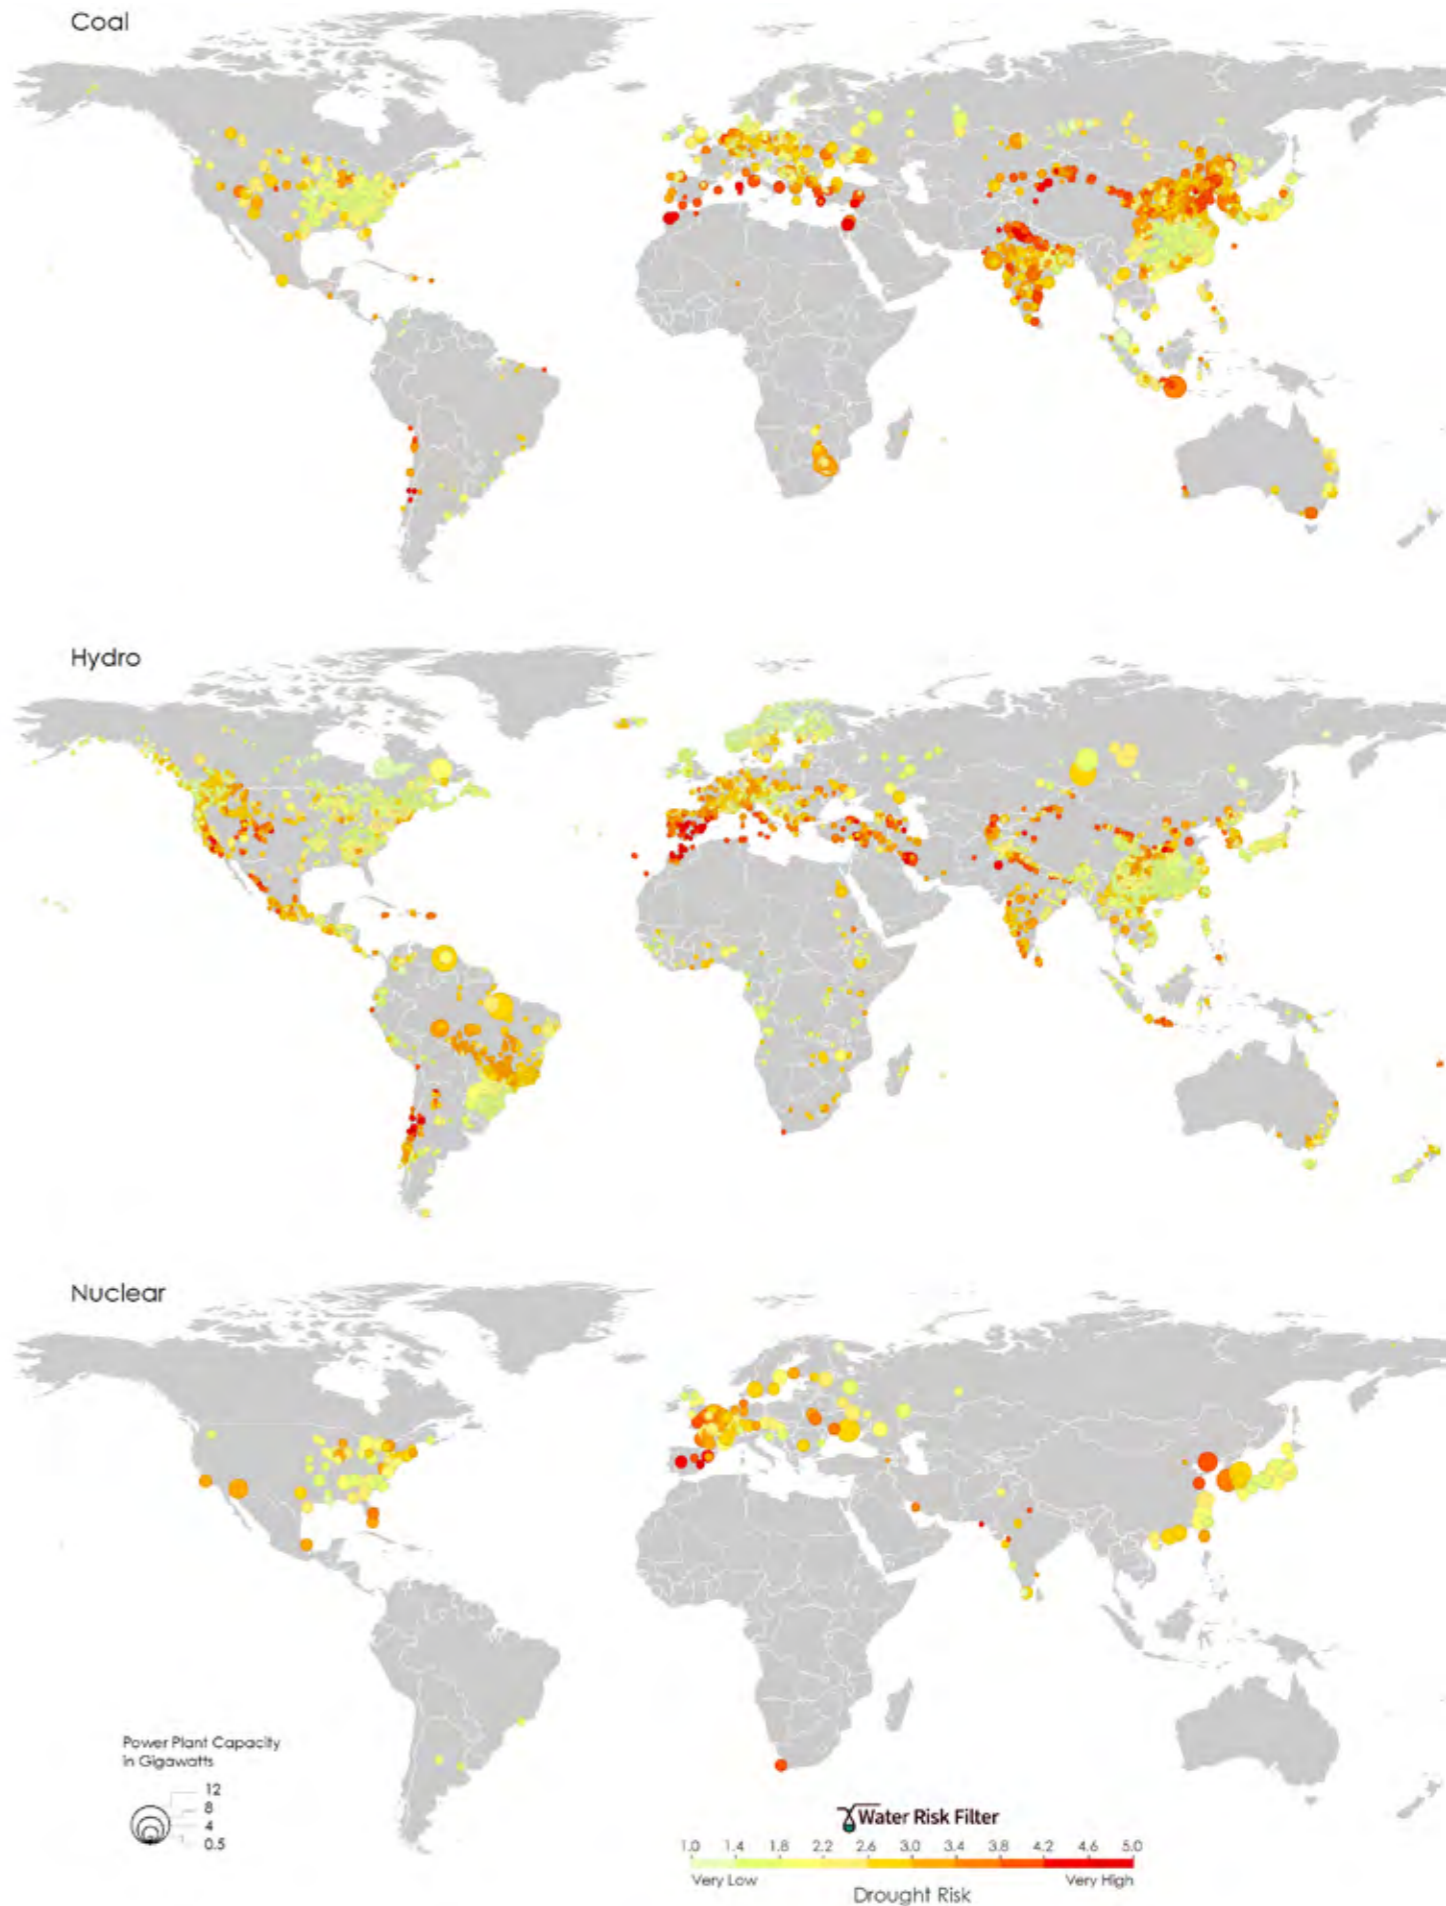 Coal
Hydro
Nuclear
Power Plant Capacity
in Gigawatts
12
8
4
0.5
Water Risk Filter
1.0 1.4 1.8 2.2 2.6 3.0 3.4 3.8 4.2 4.6 5.0
Very Low Very High
Drought Risk